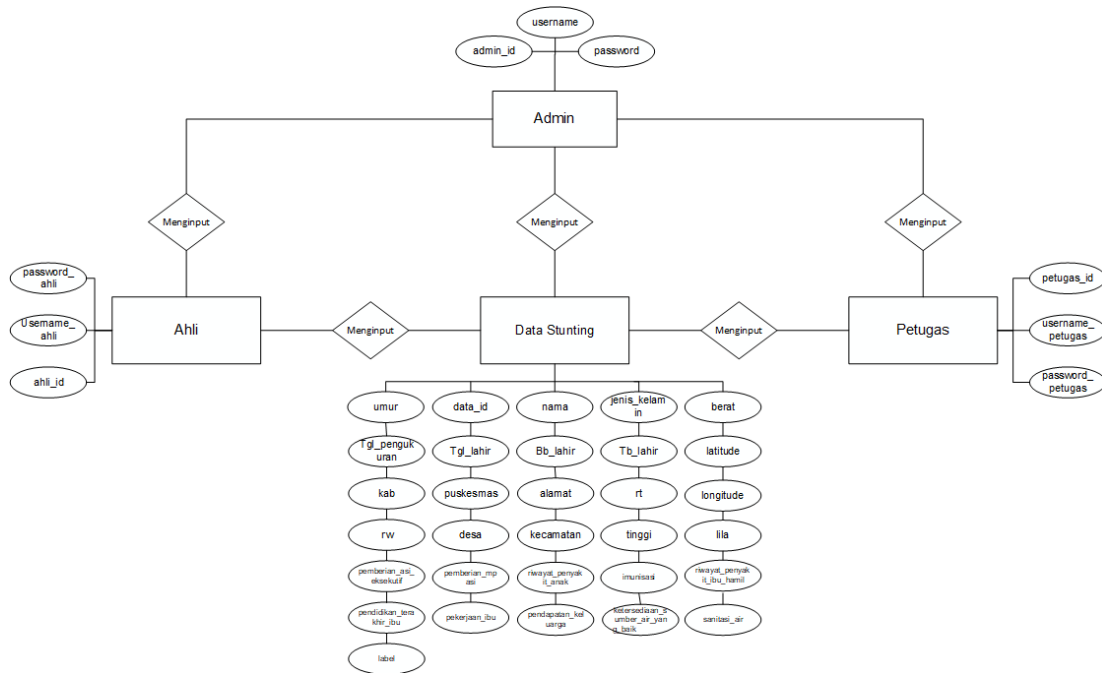 username
admin_id
password
Admin
Menginput
Menginput
Menginput
password_
ahli
Username_
ahli
ahli_id
Ahli
Menginput
Data Stunting
Menginput
Petugas
petugas_id
username_
petugas
password_
petugas
umur
data_id
nama
jenis_kelam
in
berat
Tgl_penguk
uran
Tgl_lahir
Bb_lahir
Tb_lahir
latitude
kab
puskesmas
alamat
rt
longitude
rw
desa
kecamatan
tinggi
lila
pemberian_asi_
eksekutif
pemberian_mp
asi
riwayat_penyak
it_anak
imunisasi
riwayat_penyak
it_ibu_hamil
pendidikan_tera
khir_ibu
pekerjaan_ibu
pendapatan_kel
uarga
ketersediaan_s
umber_air_yan
g_baik
sanitasi_air
label